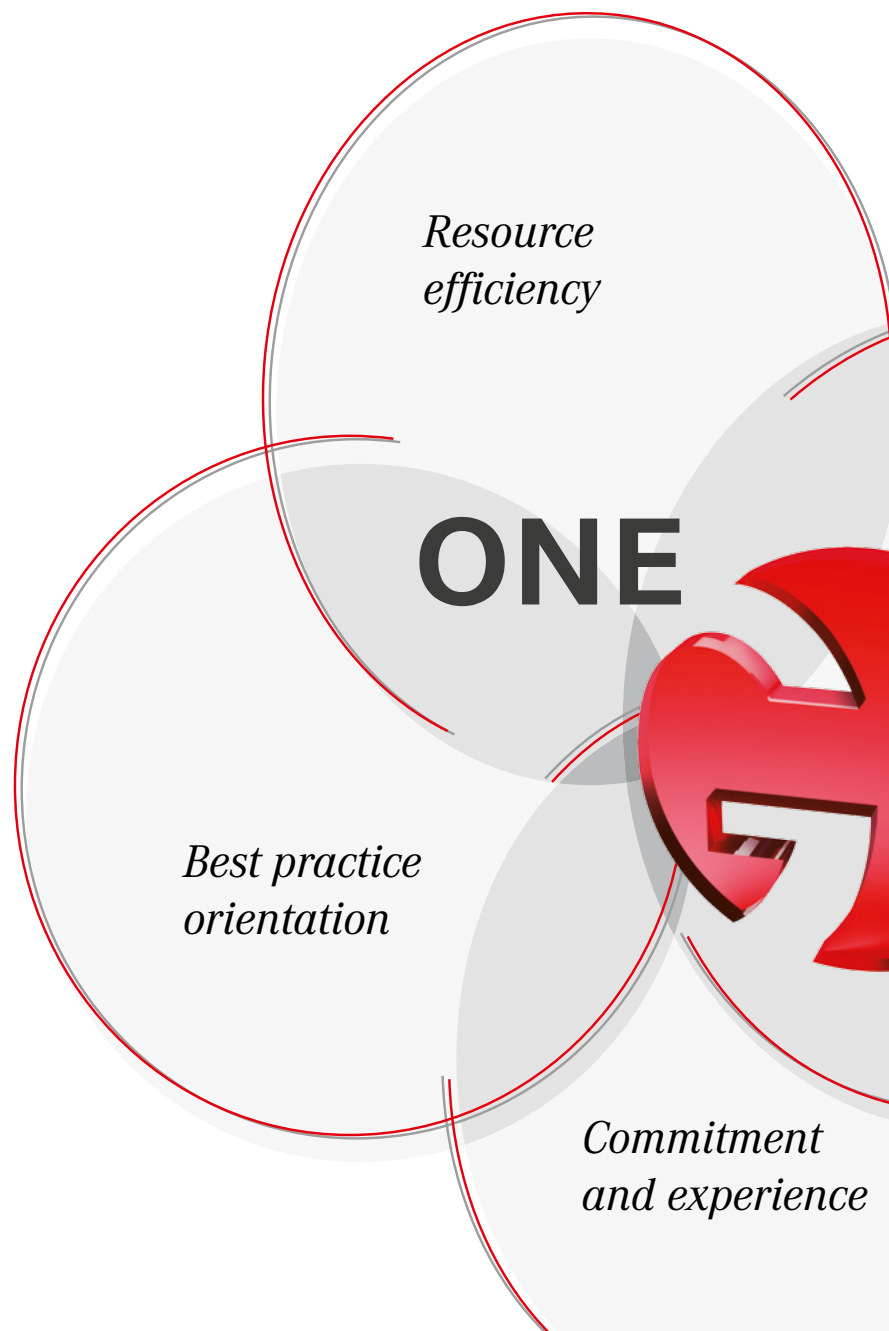 Resource
efficiency
ONE
Best practice
orientation
Commitment
and experience